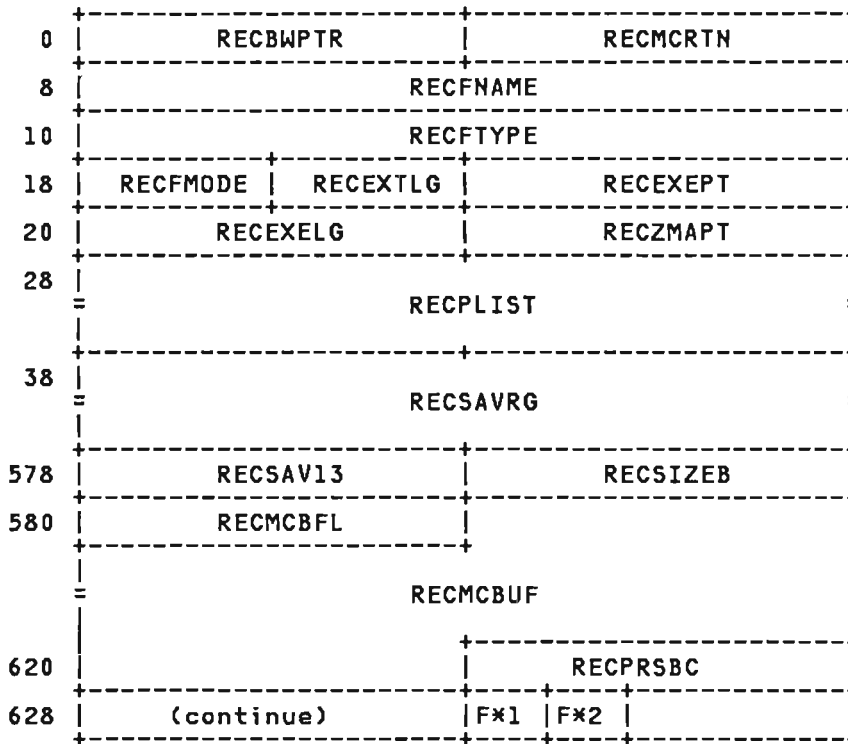 0 RECBWPTR RECMCRTN
8 RECFNAME
10 RECFTYPE
18 RECFMODE RECEXTLG RECEXEPT
20 RECEXELG RECZMAPT
28
RECPLIST
38
RECSAVRG
578 RECSAV13 RECSIZEB
580 RECMCBFL
RECMCBUF
620 RECPRSBC
628 (continue) F*1 F*2